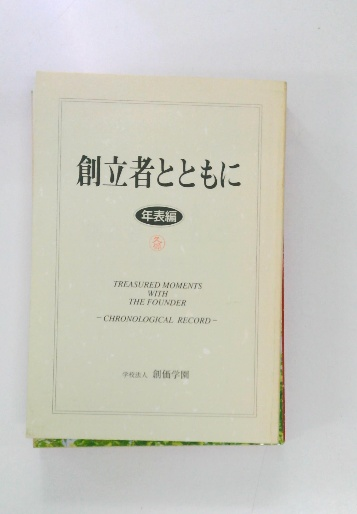 創立者とともに
年表編
TREASURED MOMENTS
WITH
THE FOUNDER
－CHRONOLOGICAL RECORD－
学校法人 創価学園